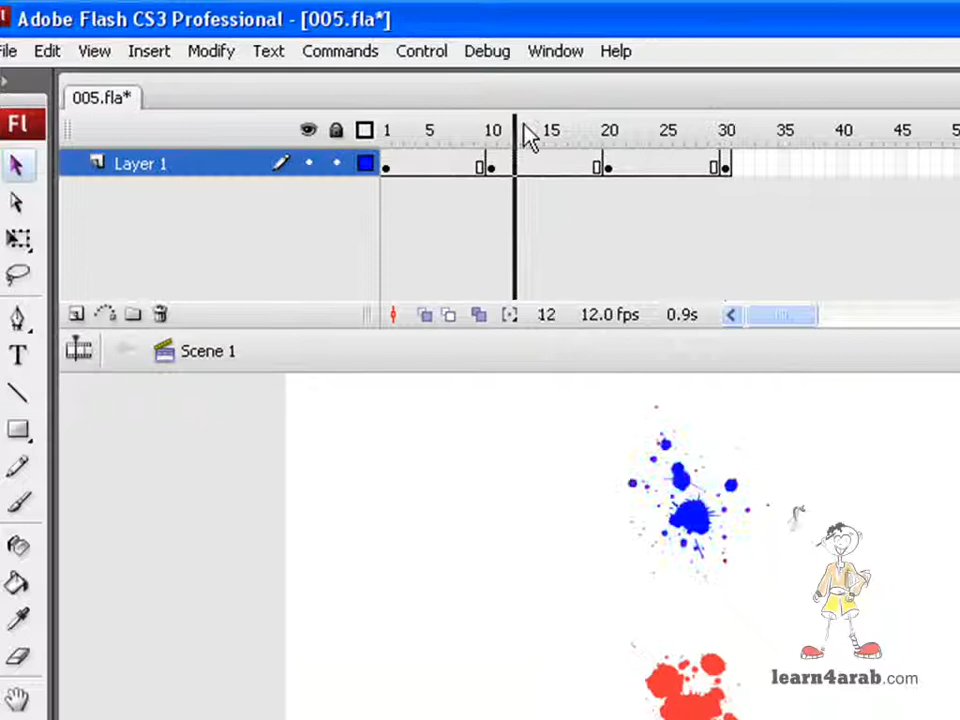 Adobe Flash CS3 Professional - [005.fla*]
File Edit View Insert Modify Text Commands Control Debug Window Help
005.fla*
Fl
1 5 10 15 20 25 30 35 40 45 5
Layer 1
12 12.0 fps 0.9s
Scene 1
T
learn4arab.com